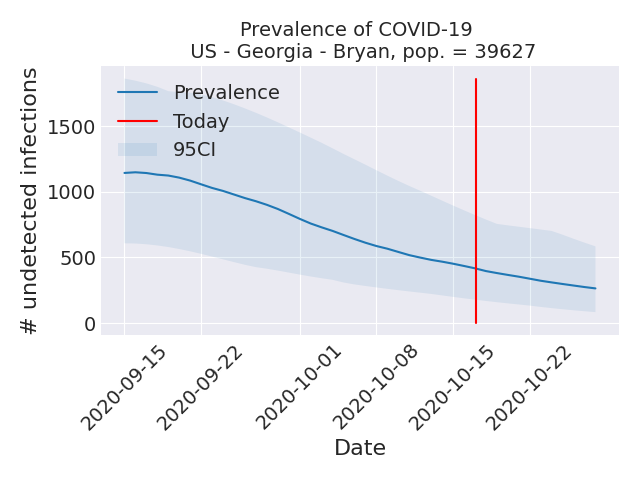 Prevalence of COVID-19
US - Georgia - Bryan, pop. = 39627
# undetected infections
1500
1000
500
0
Prevalence
Today
95CI
2020-09-15
2020-09-22
2020-10-01
2020-10-08
2020-10-15
2020-10-22
Date